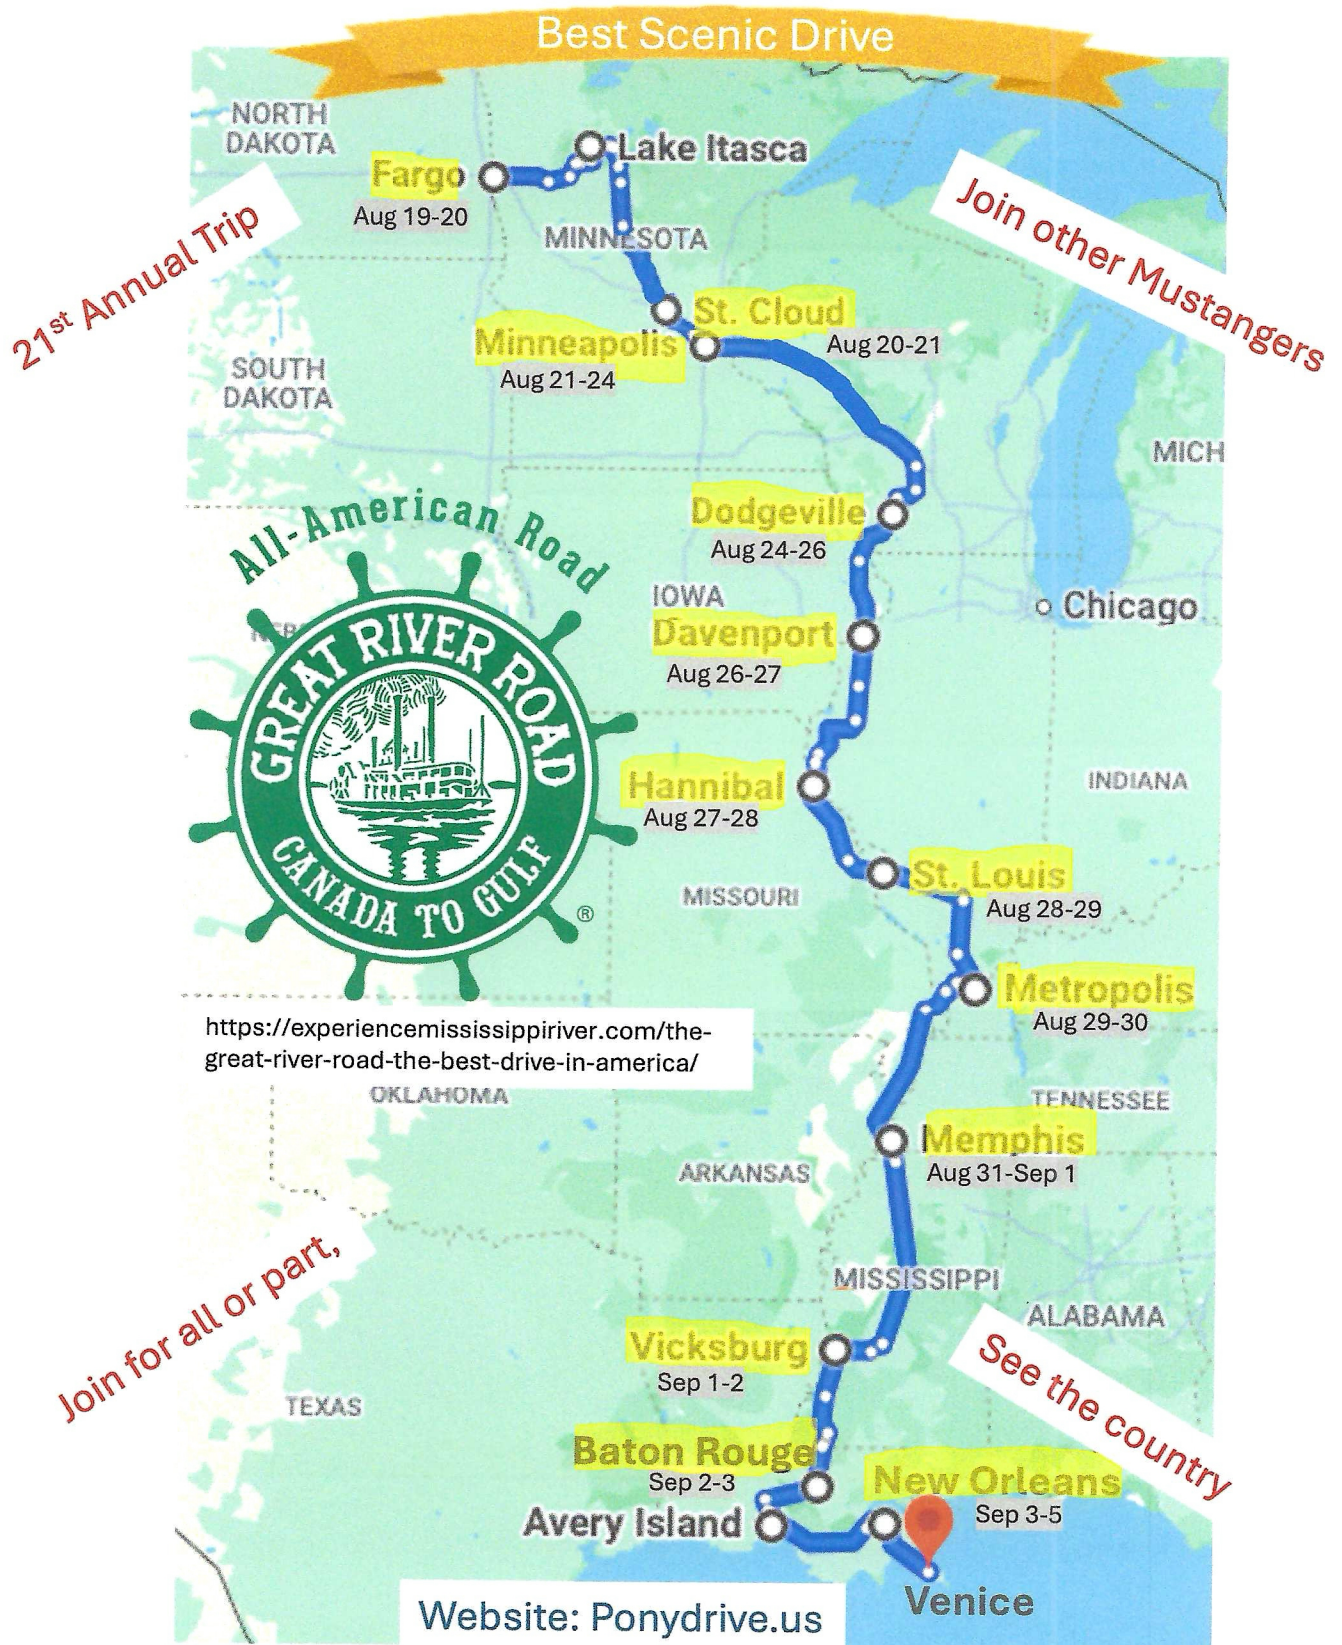 Best Scenic Drive
NORTH
DAKOTA
Lake Itasca
Fargo
Aug 19-20
21st Annual Trip
Join other Mustangers
MINNESOTA
St. Cloud
Aug 20-21
Minneapolis
Aug 21-24
SOUTH
DAKOTA
MICH
All-American Road
Dodgeville
Aug 24-26
IOWA
Chicago
Davenport
Aug 26-27
GREAT RIVER ROAD
CANADA TO GULF
®
Hannibal
Aug 27-28
INDIANA
St. Louis
Aug 28-29
MISSOURI
Metropolis
Aug 29-30
https://experiencemississippiriver.com/the-
great-river-road-the-best-drive-in-america/
OKLAHOMA
TENNESSEE
Memphis
Aug 31-Sep 1
ARKANSAS
MISSISSIPPI
ALABAMA
Join for all or part,
See the country
Vicksburg
Sep 1-2
TEXAS
Baton Rouge
Sep 2-3
New Orleans
Sep 3-5
Avery Island
Venice
Website: Ponydrive.us